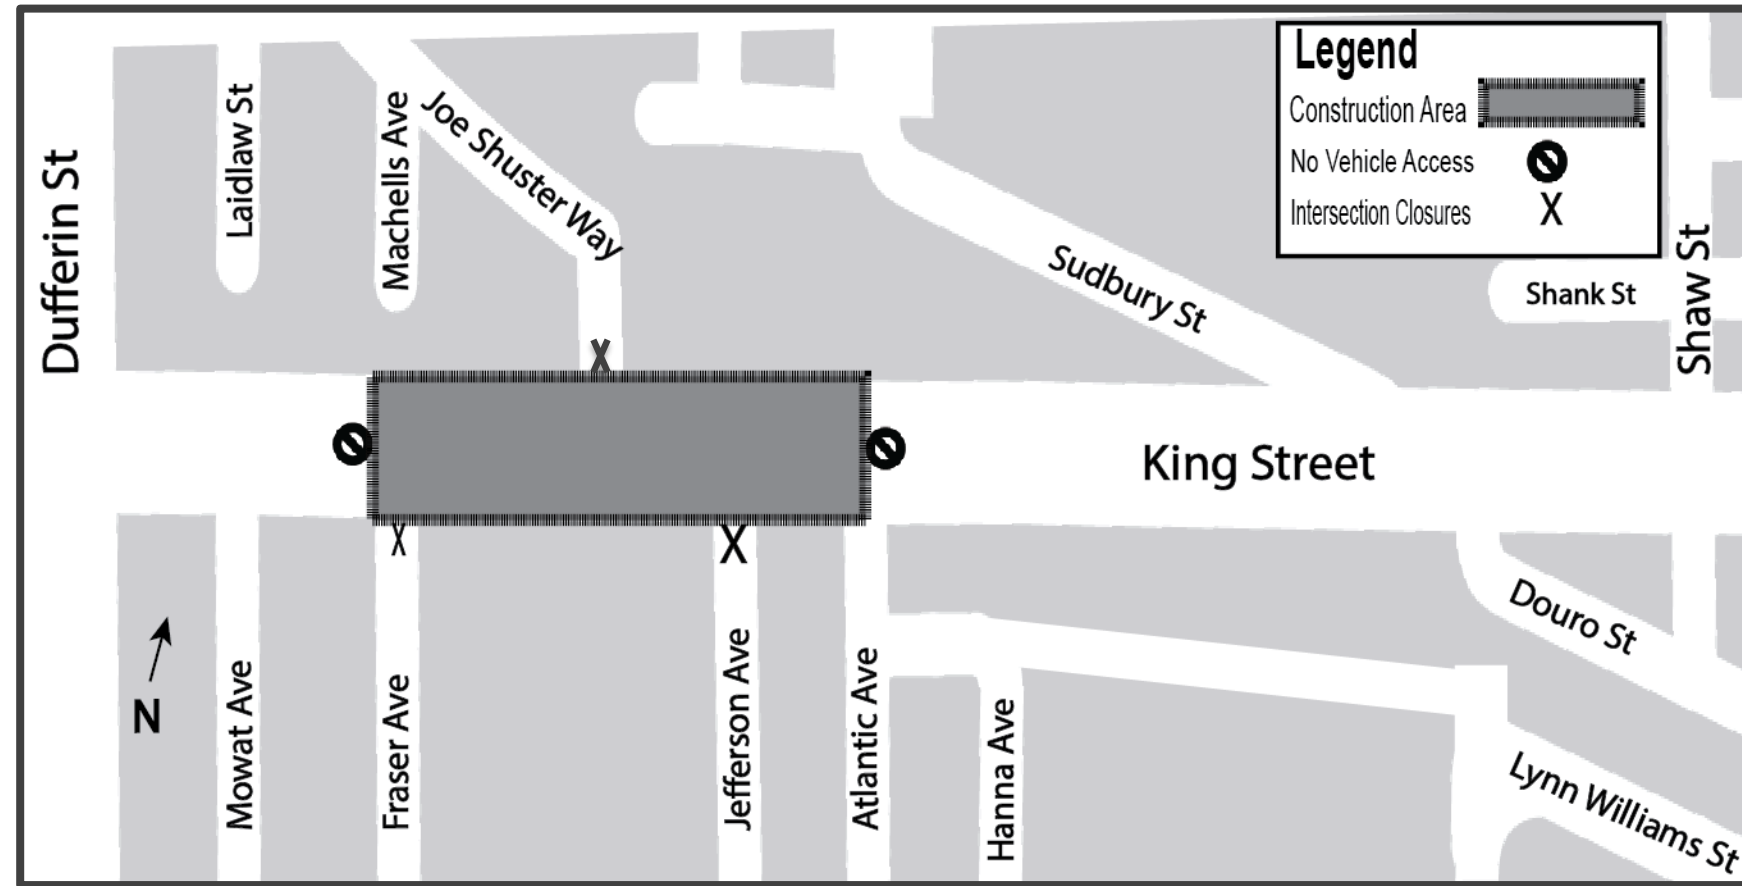 Legend
Construction Area
No Vehicle Access
Intersection Closures X
Dufferin St
Laidlaw St
Machells Ave
Joe Shuster Way
Sudbury St
Shank St
Shaw St
X
King Street
X
X
N
Mowat Ave
Fraser Ave
Jefferson Ave
Atlantic Ave
Hanna Ave
Douro St
Lynn Williams St